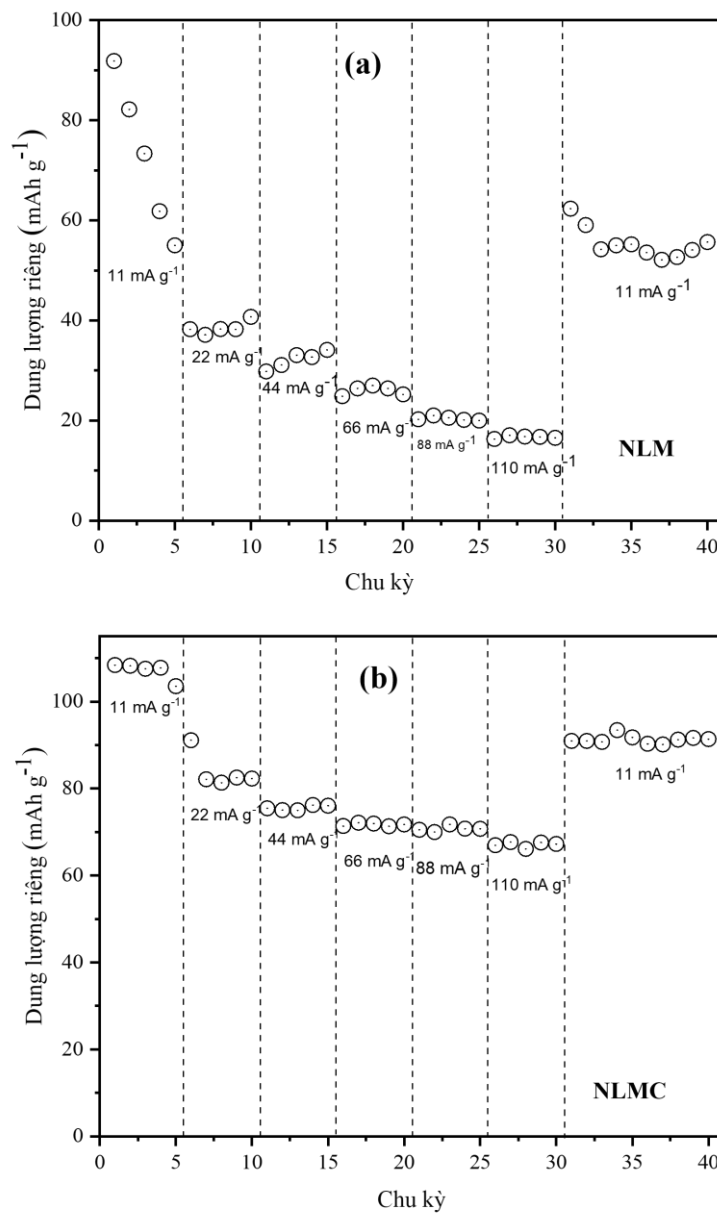 (a)
Dung lượng riêng (mAh g⁻¹)
100
80
60
40
20
0
11 mA g⁻¹
22 mA g⁻¹
44 mA g⁻¹
66 mA g⁻¹
88 mA g⁻¹
110 mA g⁻¹
11 mA g⁻¹
NLM
0 5 10 15 20 25 30 35 40
Chu kỳ
(b)
Dung lượng riêng (mAh g⁻¹)
100
80
60
40
20
0
11 mA g⁻¹
22 mA g⁻¹
44 mA g⁻¹
66 mA g⁻¹
88 mA g⁻¹
110 mA g⁻¹
11 mA g⁻¹
NLMC
0 5 10 15 20 25 30 35 40
Chu kỳ